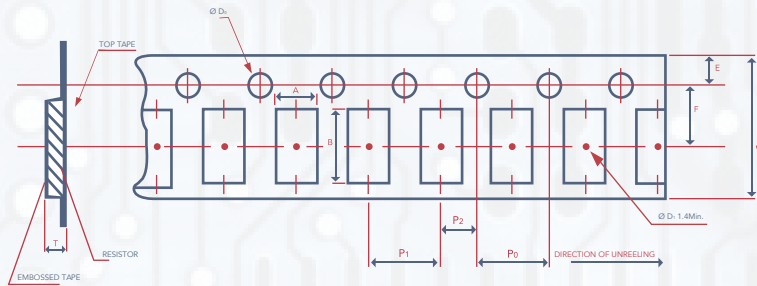 Ø D₀
TOP TAPE
E
A
F
B
P₂
Ø D₁ 1.4Min.
T
P₁
P₀
DIRECTION OF UNREELING
RESISTOR
EMBOSSED TAPE